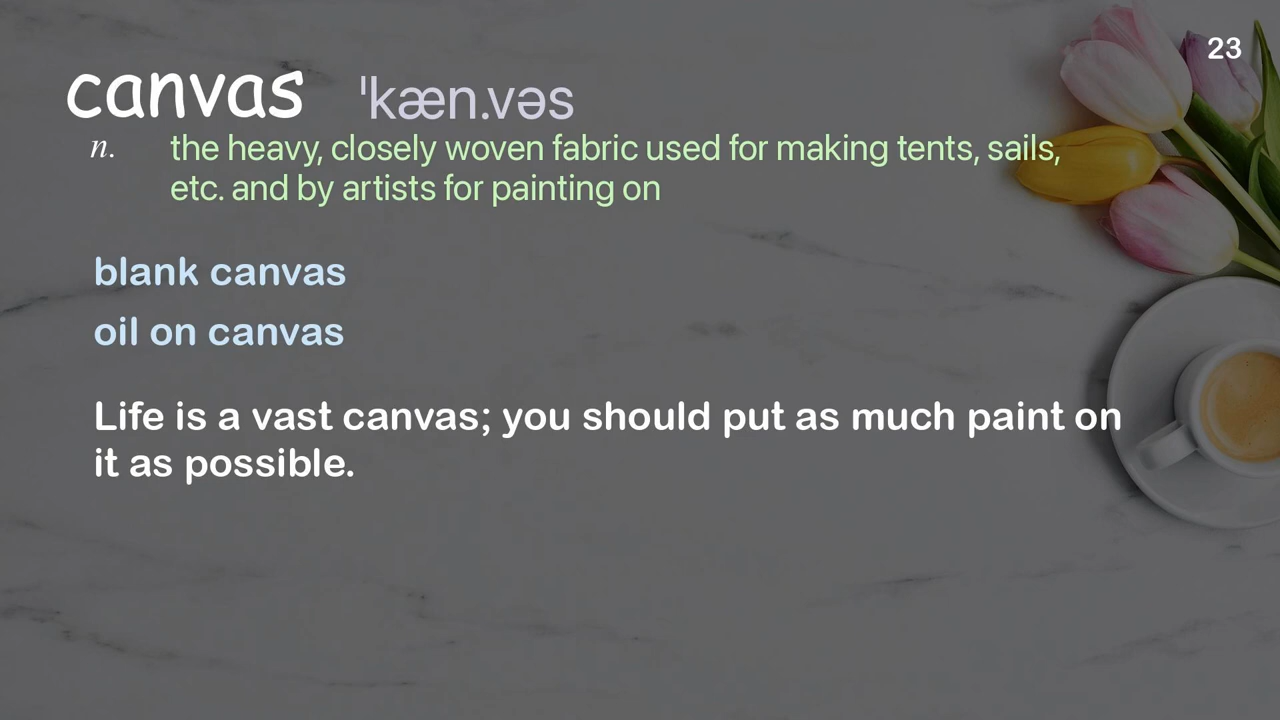 23
canvas ˈkæn.vəs
n. the heavy, closely woven fabric used for making tents, sails,
etc. and by artists for painting on
blank canvas
oil on canvas
Life is a vast canvas; you should put as much paint on
it as possible.